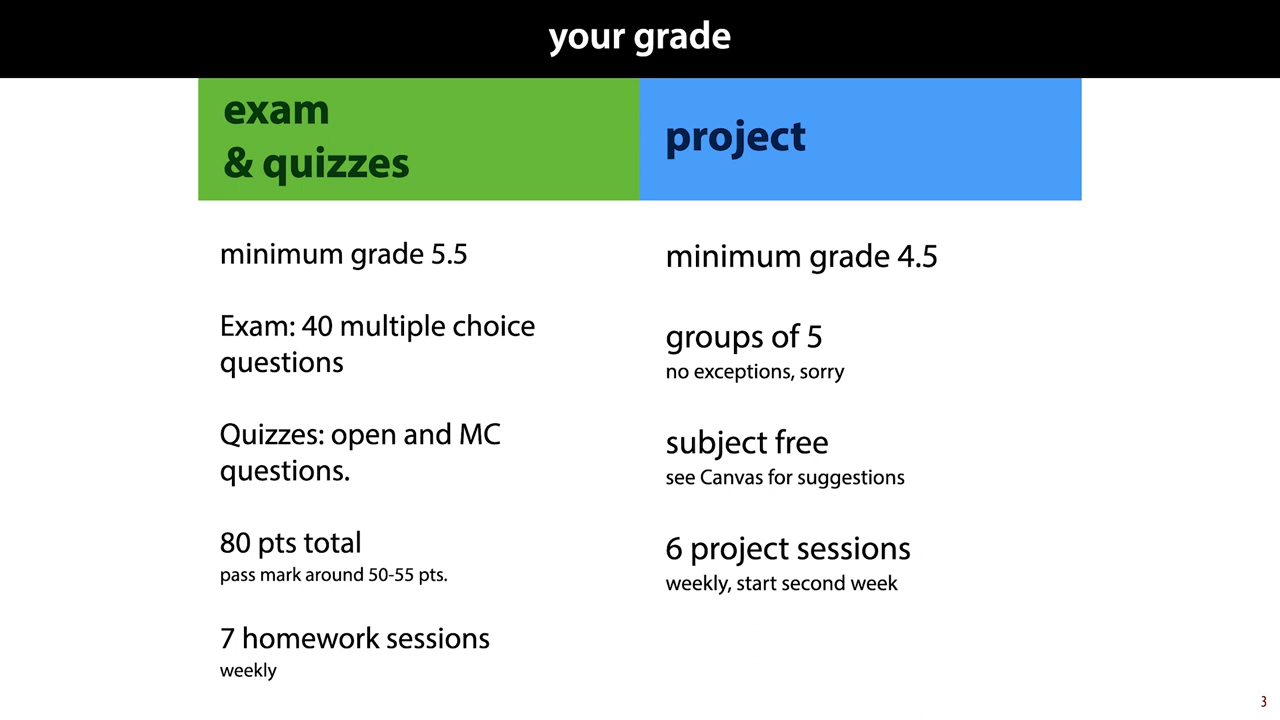 your grade
exam
& quizzes
project
minimum grade 5.5
Exam: 40 multiple choice
questions
Quizzes: open and MC
questions.
80 pts total
pass mark around 50-55 pts.
7 homework sessions
weekly
minimum grade 4.5
groups of 5
no exceptions, sorry
subject free
see Canvas for suggestions
6 project sessions
weekly, start second week
3